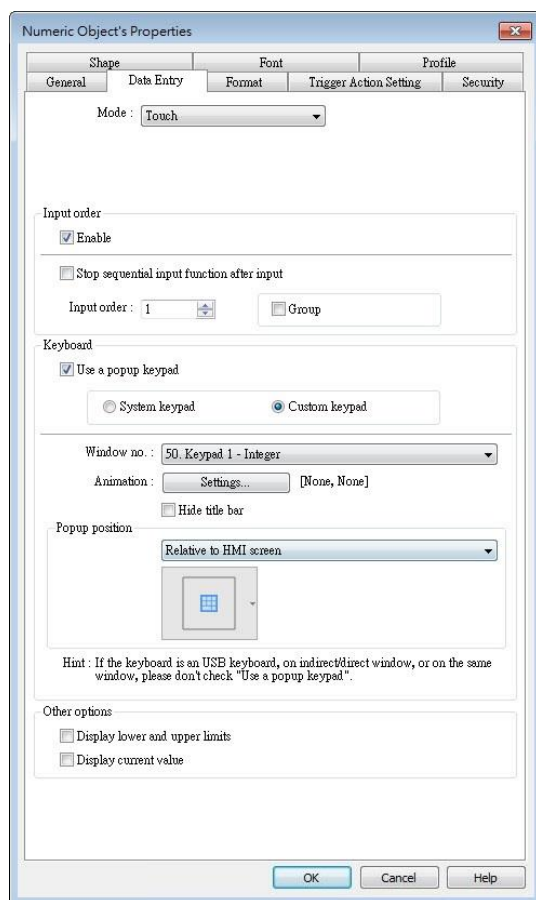 Numeric Object's Properties
Shape Font Profile
General Data Entry Format Trigger Action Setting Security
Mode : Touch
Input order
Enable
Stop sequential input function after input
Input order : 1 Group
Keyboard
Use a popup keypad
System keypad Custom keypad
Window no. : 50. Keypad 1 - Integer
Animation : Settings... [None, None]
Hide title bar
Popup position
Relative to HMI screen
Hint : If the keyboard is an USB keyboard, on indirect/direct window, or on the same
window, please don't check "Use a popup keypad".
Other options
Display lower and upper limits
Display current value
OK Cancel Help